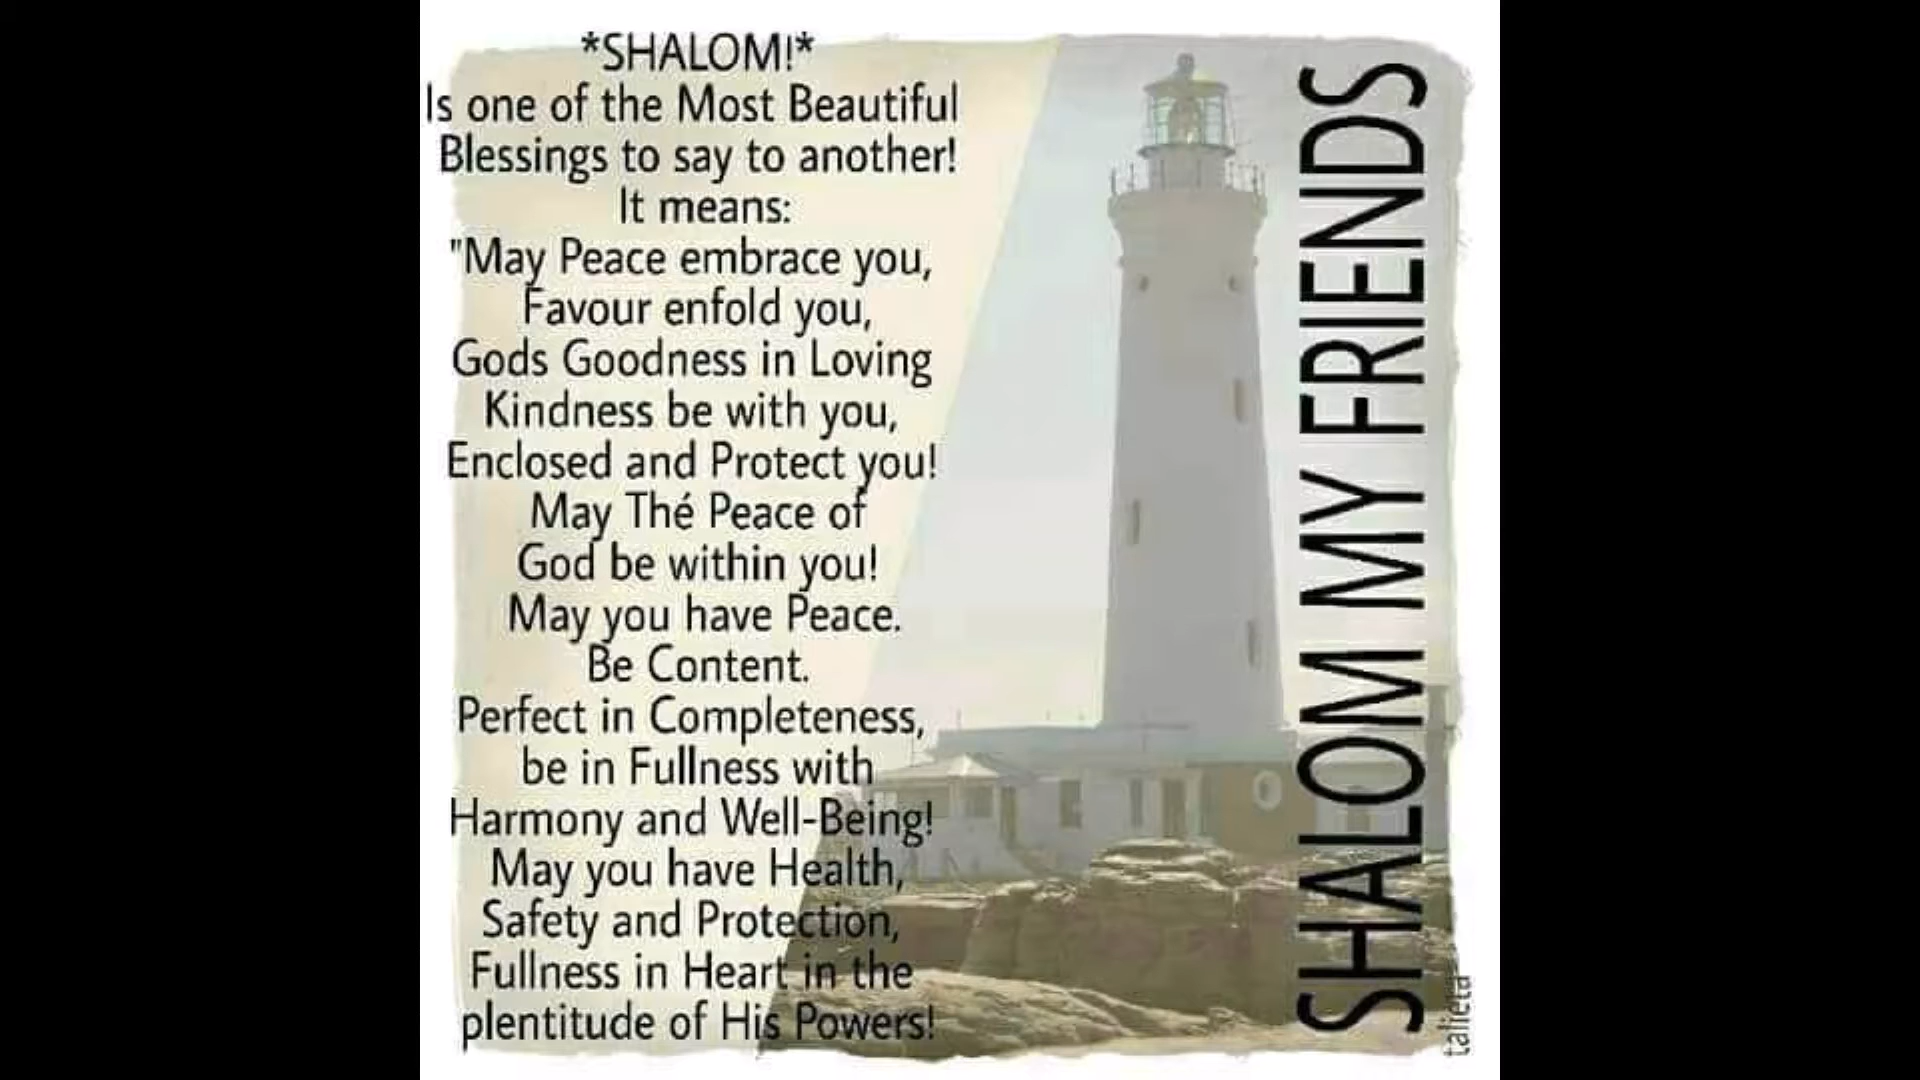 *SHALOM!*
Is one of the Most Beautiful
Blessings to say to another!
It means:
"May Peace embrace you,
Favour enfold you,
Gods Goodness in Loving
Kindness be with you,
Enclosed and Protect you!
May Thé Peace of
God be within you!
May you have Peace.
Be Content.
Perfect in Completeness,
be in Fullness with
Harmony and Well-Being!
May you have Health,
Safety and Protection,
Fullness in Heart in the
plentitude of His Powers!
SHALOM MY FRIENDS
talieta